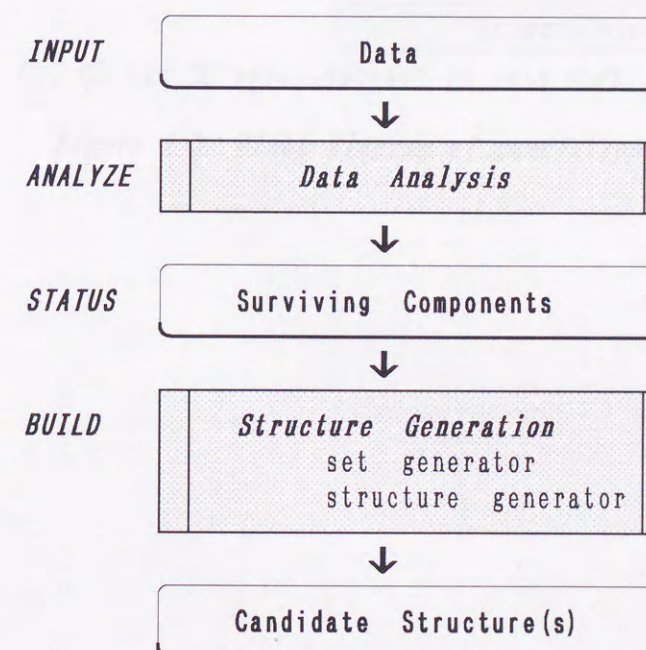 INPUT Data
ANALYZE Data Analysis
STATUS Surviving Components
BUILD Structure Generation
set generator
structure generator
Candidate Structure(s)